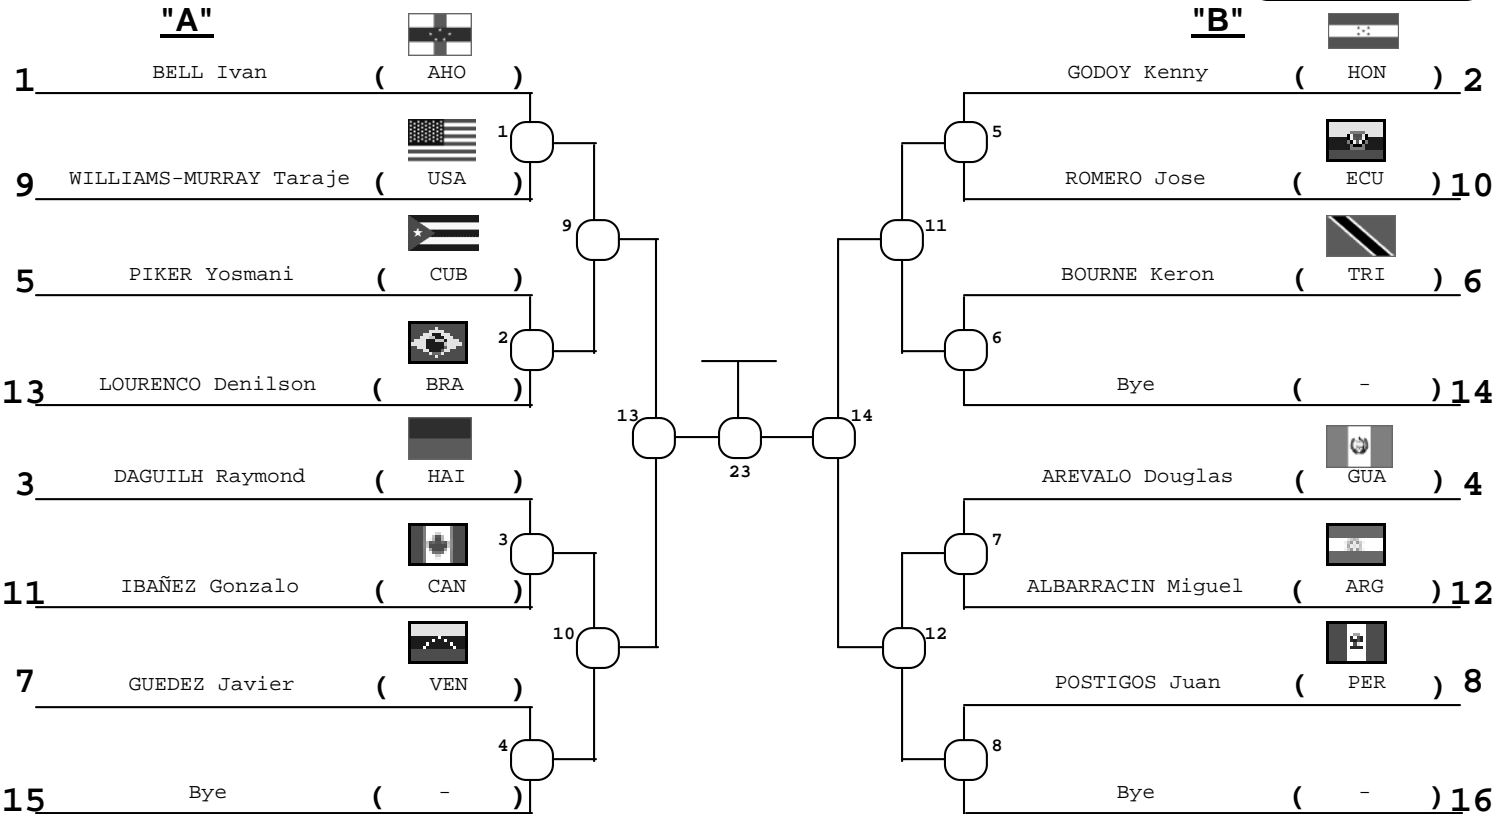 "A"
"B"
1 BELL Ivan ( AHO )
GODOY Kenny ( HON ) 2
1
5
9 WILLIAMS-MURRAY Taraje ( USA )
ROMERO Jose ( ECU ) 10
9
11
5 PIKER Yosmani ( CUB )
BOURNE Keron ( TRI ) 6
2
6
13 LOURENCO Denilson ( BRA )
Bye ( - ) 14
13
14
23
3 DAGUILH Raymond ( HAI )
AREVALO Douglas ( GUA ) 4
3
7
11 IBAÑEZ Gonzalo ( CAN )
ALBARRACIN Miguel ( ARG ) 12
10
12
7 GUEDEZ Javier ( VEN )
POSTIGOS Juan ( PER ) 8
4
8
15 Bye ( - )
Bye ( - ) 16